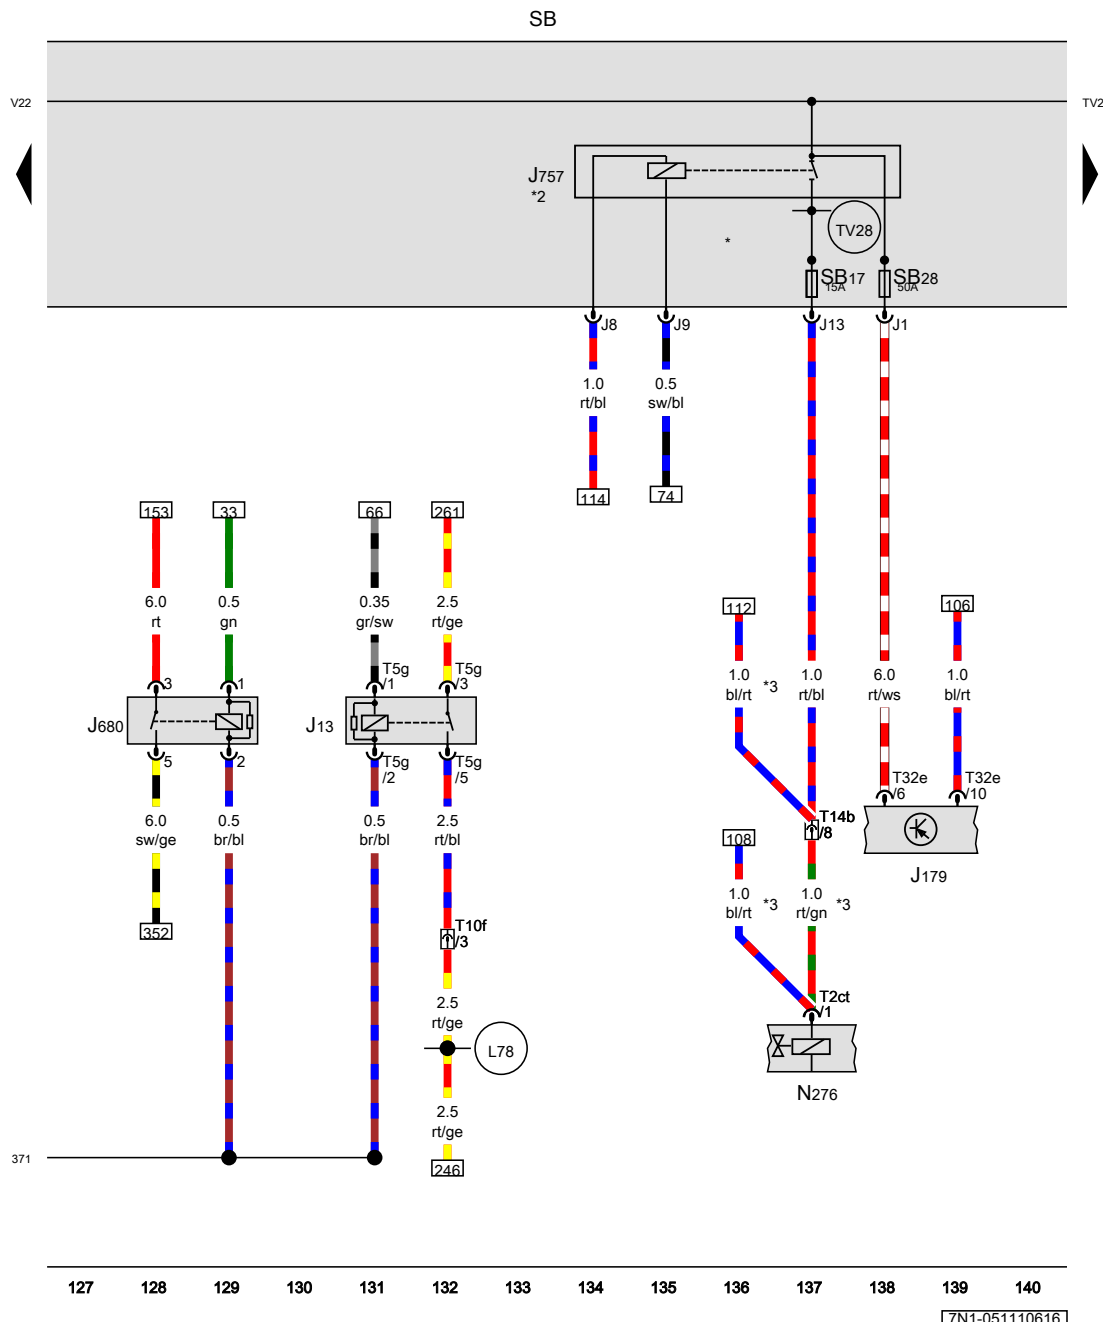 SB
V22
TV2
J757
*2
*
TV28
SB17
15A
SB28
50A
J8
J9
J13
J1
1.0
rt/bl
0.5
sw/bl
114
74
153
33
66
261
6.0
rt
0.5
gn
0.35
gr/sw
2.5
rt/ge
112
106
1.0
bl/rt
*3
1.0
rt/bl
6.0
rt/ws
1.0
bl/rt
3
1
T5g
/1
T5g
/3
J680
J13
5
2
T5g
/2
T5g
/5
T32e
/6
T32e
/10
6.0
sw/ge
0.5
br/bl
0.5
br/bl
2.5
rt/bl
T14b
/8
108
J179
1.0
bl/rt
*3
1.0
rt/gn
*3
352
T10f
/3
2.5
rt/ge
T2ct
/1
L78
N276
2.5
rt/ge
371
246
127 128 129 130 131 132 133 134 135 136 137 138 139 140
7N1-051110616